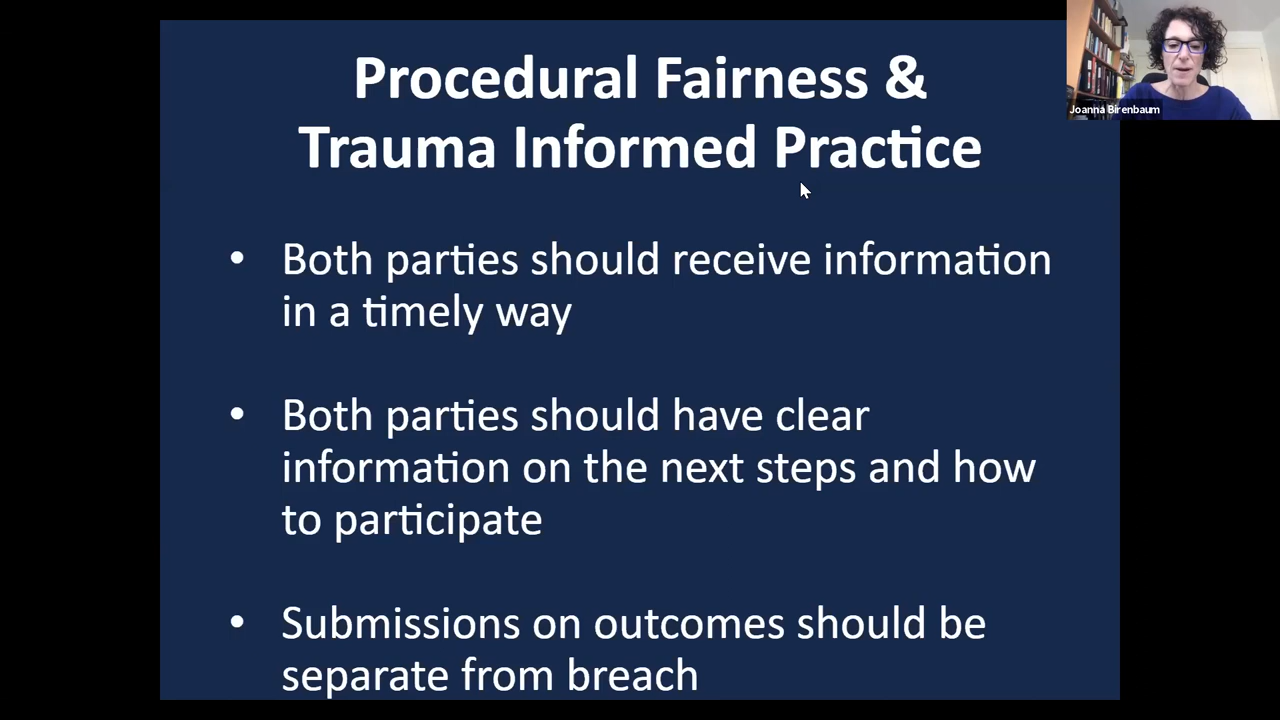 Procedural Fairness &
Trauma Informed Practice
Joanna Birenbaum
• Both parties should receive information
in a timely way
• Both parties should have clear
information on the next steps and how
to participate
• Submissions on outcomes should be
separate from breach